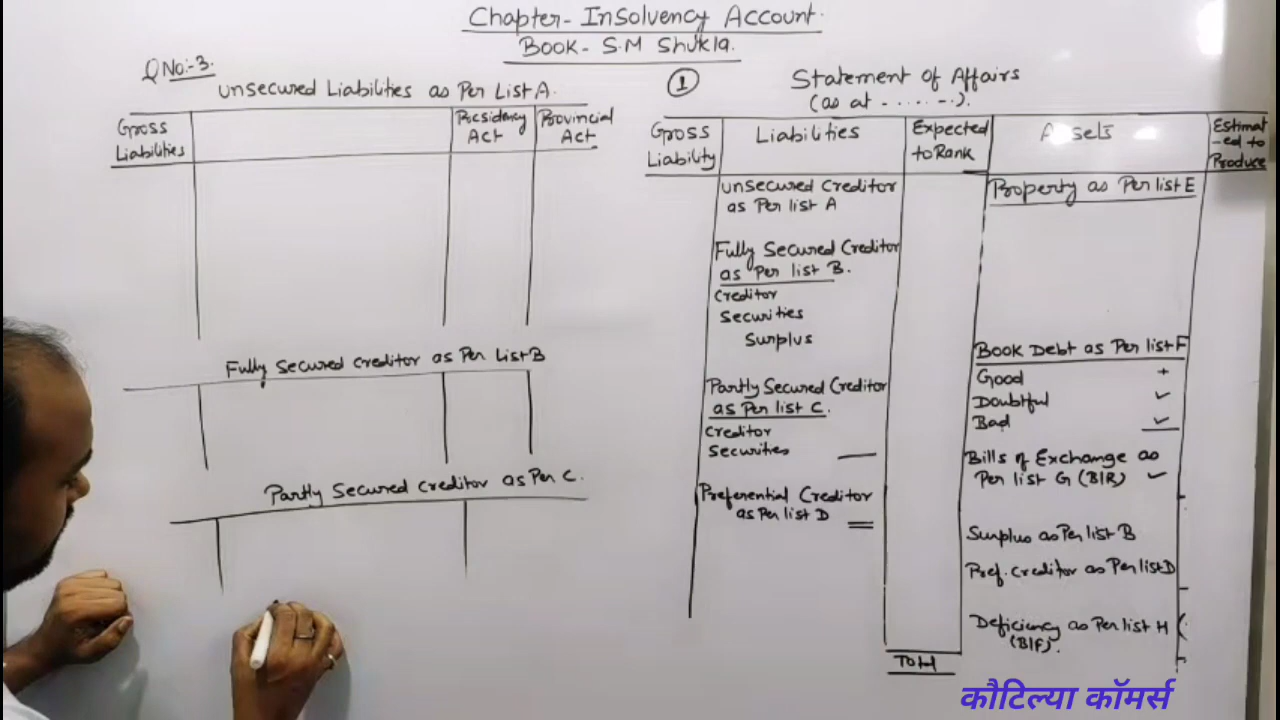 Chapter- Insolvency Account.
Book- S.M Shukla.
Q No:-3.
Unsecured Liabilities as Per List A.
Gross Liabilities
Presidency Act
Provincial Act
Fully Secured Creditor as Per List B
Partly Secured Creditor as Per C.
1
Statement of Affairs
(as at - ..... -.).
Gross Liability
Liabilities
Expected to Rank
Assets
Estimat-ed to Produce
Unsecured Creditor
as Per list A
Fully Secured Creditor
as Per list B.
Creditor
Securities
Surplus
Partly Secured Creditor
as Per list C.
Creditor
Securities
Preferential Creditor
as Per list D
Total
Property as Per list E
Book Debt as Per list F
Good +
Doubtful ✓
Bad ✓
Bills of Exchange as
Per list G (B/R) ✓
Surplus as Per list B
Pref. Creditor as Per list D
Deficiency as Per list H (
(B/F).
कौटिल्या कॉमर्स